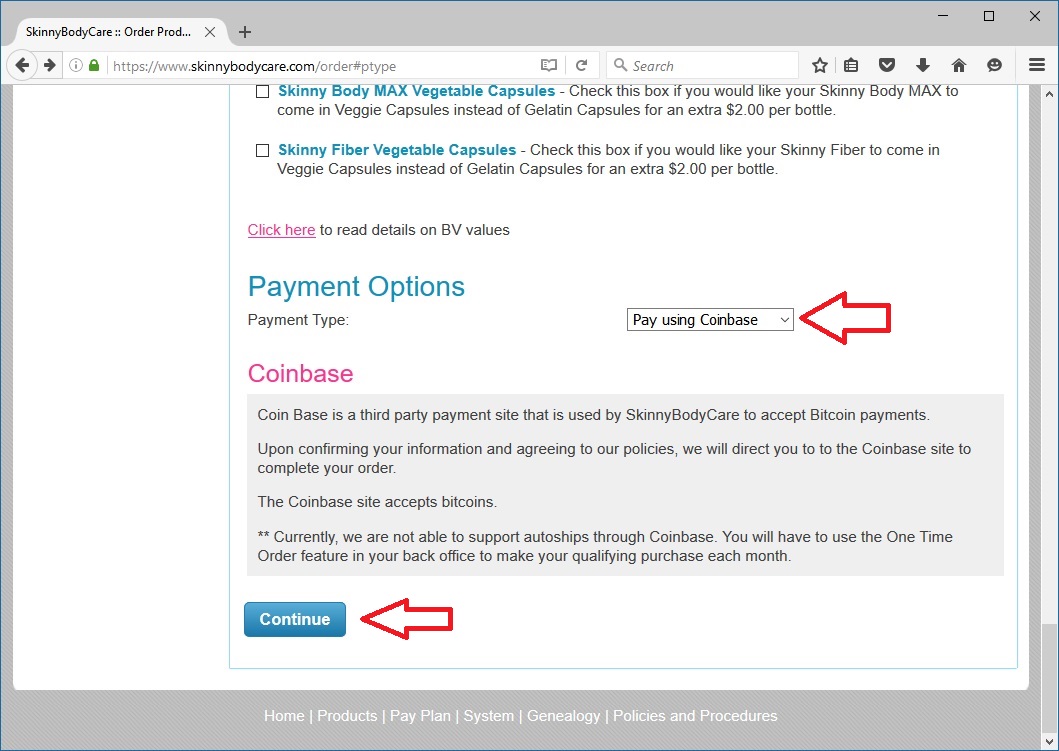 SkinnyBodyCare :: Order Prod...
https://www.skinnybodycare.com/order#ptype
Search
Skinny Body MAX Vegetable Capsules - Check this box if you would like your Skinny Body MAX to
come in Veggie Capsules instead of Gelatin Capsules for an extra $2.00 per bottle.
Skinny Fiber Vegetable Capsules - Check this box if you would like your Skinny Fiber to come in
Veggie Capsules instead of Gelatin Capsules for an extra $2.00 per bottle.
Click here to read details on BV values
Payment Options
Payment Type:
Pay using Coinbase
Coinbase
Coin Base is a third party payment site that is used by SkinnyBodyCare to accept Bitcoin payments.
Upon confirming your information and agreeing to our policies, we will direct you to to the Coinbase site to
complete your order.
The Coinbase site accepts bitcoins.
** Currently, we are not able to support autoships through Coinbase. You will have to use the One Time
Order feature in your back office to make your qualifying purchase each month.
Continue
Home | Products | Pay Plan | System | Genealogy | Policies and Procedures